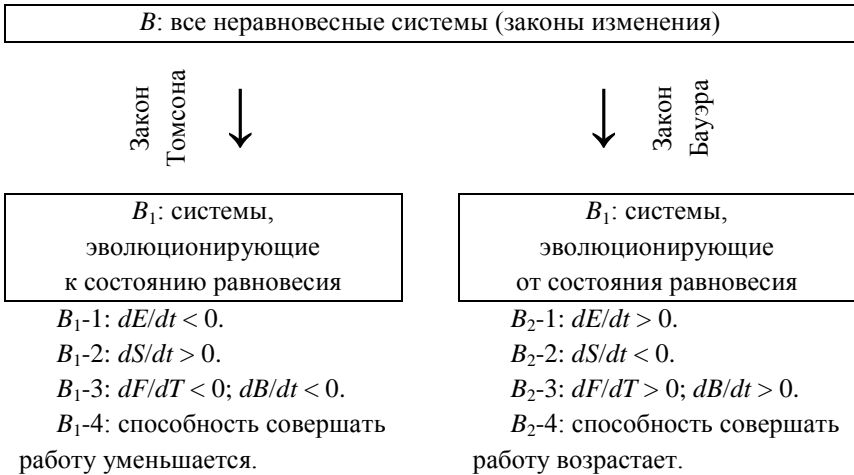 B: все неравновесные системы (законы изменения)
Закон
Томсона
Закон
Бауэра
B₁: системы,
эволюционирующие
к состоянию равновесия
B₁: системы,
эволюционирующие
от состояния равновесия
B₁-1: dE/dt < 0.
B₁-2: dS/dt > 0.
B₁-3: dF/dT < 0; dB/dt < 0.
B₁-4: способность совершать
работу уменьшается.
B₂-1: dE/dt > 0.
B₂-2: dS/dt < 0.
B₂-3: dF/dT > 0; dB/dt > 0.
B₂-4: способность совершать
работу возрастает.